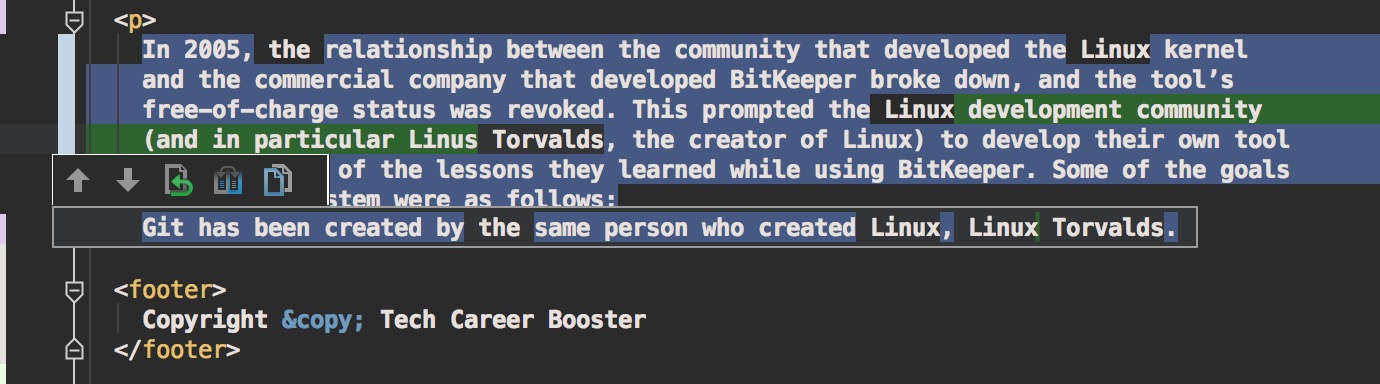 <p>
In 2005, the relationship between the community that developed the Linux kernel
and the commercial company that developed BitKeeper broke down, and the tool’s
free—of—charge status was revoked. This prompted the Linux development community
(and in particular Linus Torvalds, the creator of Linux) to develop their own tool
of the lessons they learned while using BitKeeper. Some of the goals
stem were as follows:
Git has been created by the same person who created Linux, Linux Torvalds.
<footer>
Copyright &copy; Tech Career Booster
</footer>